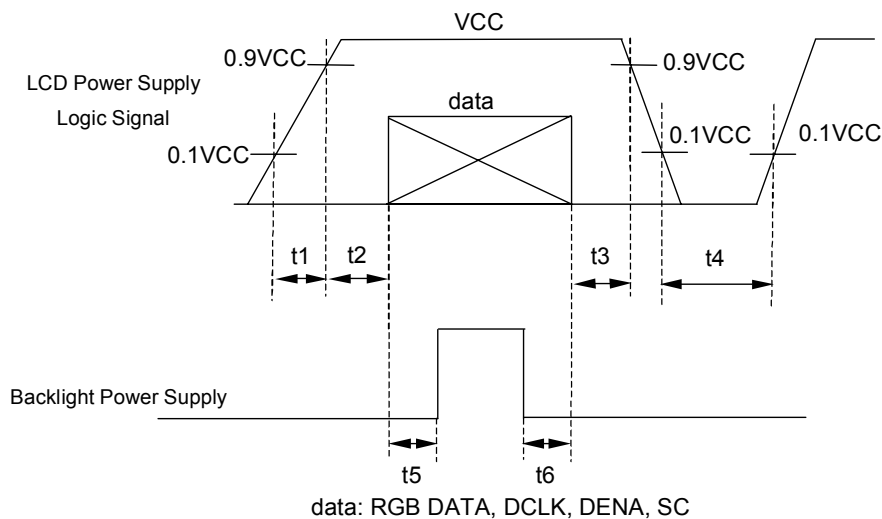 VCC
0.9VCC
0.9VCC
LCD Power Supply
Logic Signal
data
0.1VCC
0.1VCC
0.1VCC
t1
t2
t3
t4
Backlight Power Supply
t5
t6
data: RGB DATA, DCLK, DENA, SC